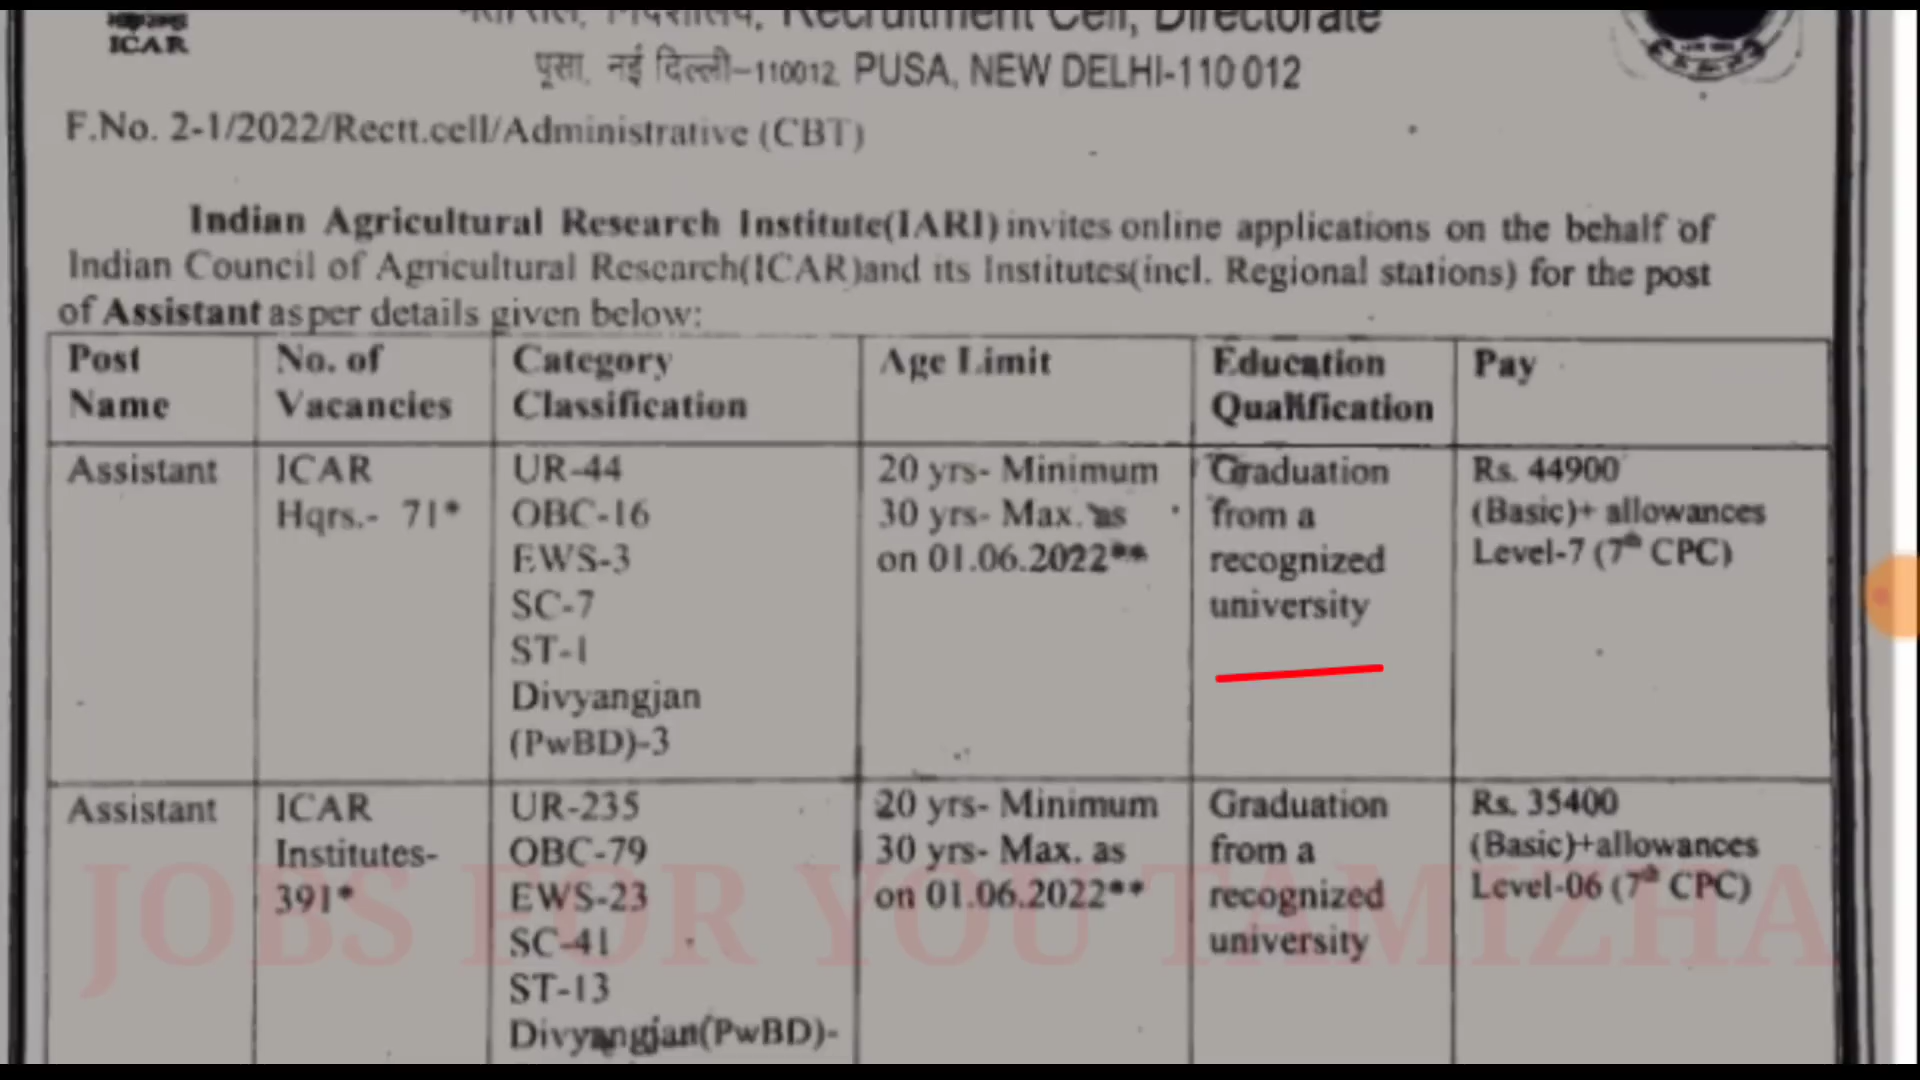 ICAR
Recruitment Cell, Directorate
पूसा, नई दिल्ली-110012, PUSA, NEW DELHI-110 012
F.No. 2-1/2022/Rectt.cell/Administrative (CBT)
Indian Agricultural Research Institute(IARI) invites online applications on the behalf of
Indian Council of Agricultural Research(ICAR)and its Institutes(incl. Regional stations) for the post
of Assistant as per details given below:
Post Name
No. of Vacancies
Category Classification
Age Limit
Education Qualification
Pay
Assistant
ICAR
Hqrs.- 71*
UR-44
OBC-16
EWS-3
SC-7
ST-1
Divyangjan
(PwBD)-3
20 yrs- Minimum
30 yrs- Max. as
on 01.06.2022**
Graduation
from a
recognized
university
Rs. 44900
(Basic)+ allowances
Level-7 (7th CPC)
Assistant
ICAR
Institutes-
391*
UR-235
OBC-79
EWS-23
SC-41
ST-13
Divyangjan(PwBD)-
20 yrs- Minimum
30 yrs- Max. as
on 01.06.2022**
Graduation
from a
recognized
university
Rs. 35400
(Basic)+allowances
Level-06 (7th CPC)
JOBS FOR YOU TAMIZHA